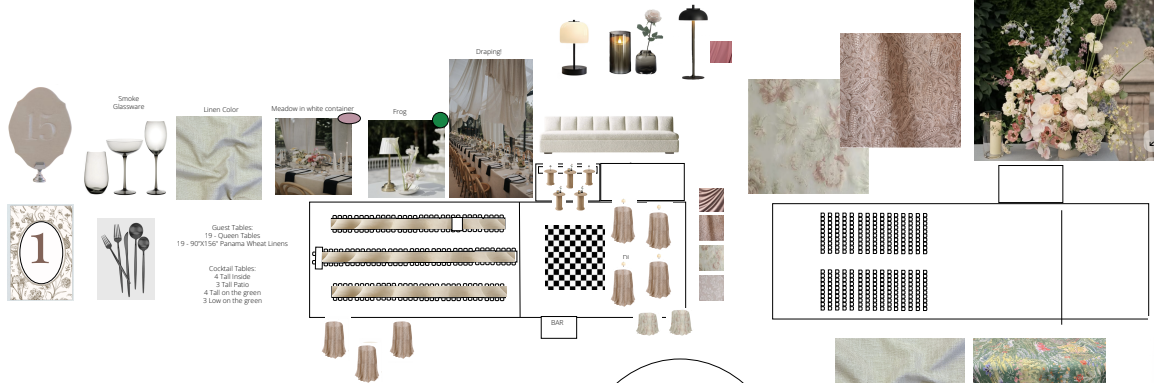 Draping!
15
Smoke
Glassware
Linen Color
Meadow in white container
Frog
1
Guest Tables:
19 - Queen Tables
19 - 90"X156" Panama Wheat Linens
Cocktail Tables:
4 Tall Inside
3 Tall Patio
4 Tall on the green
3 Low on the green
BAR